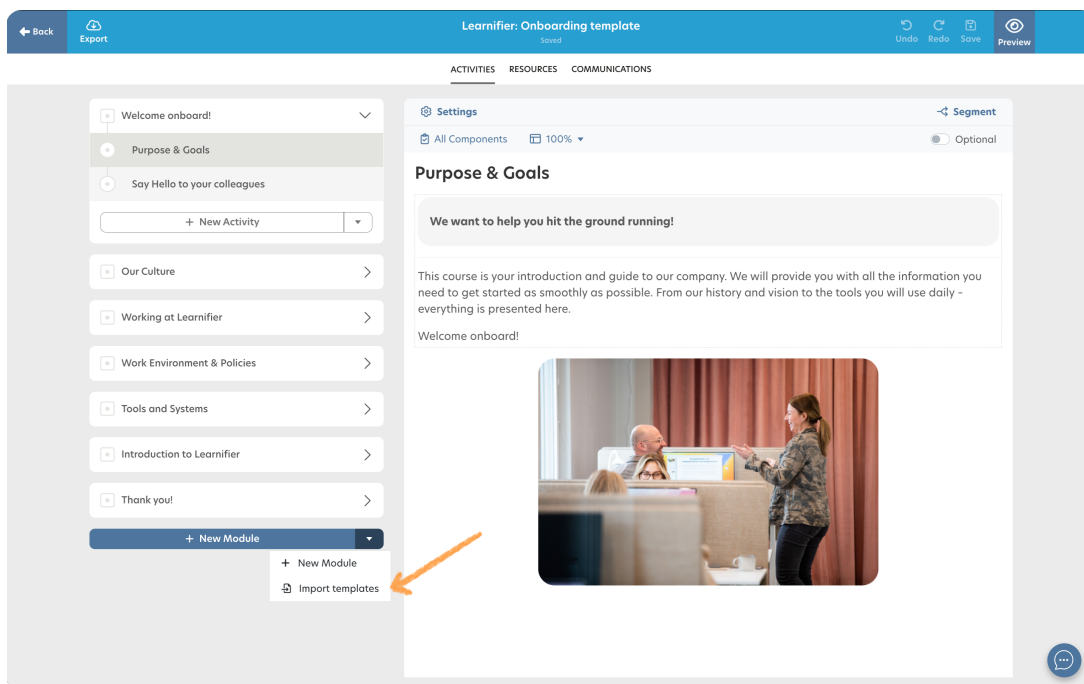 Back
Export
Learnifier: Onboarding template
Saved
Undo
Redo
Save
Preview
ACTIVITIES
RESOURCES
COMMUNICATIONS
Welcome onboard!
Purpose & Goals
Say Hello to your colleagues
+ New Activity
Our Culture
Working at Learnifier
Work Environment & Policies
Tools and Systems
Introduction to Learnifier
Thank you!
+ New Module
+ New Module
Import templates
Settings
Segment
All Components
100%
Optional
Purpose & Goals
We want to help you hit the ground running!
This course is your introduction and guide to our company. We will provide you with all the information you
need to get started as smoothly as possible. From our history and vision to the tools you will use daily –
everything is presented here.
Welcome onboard!